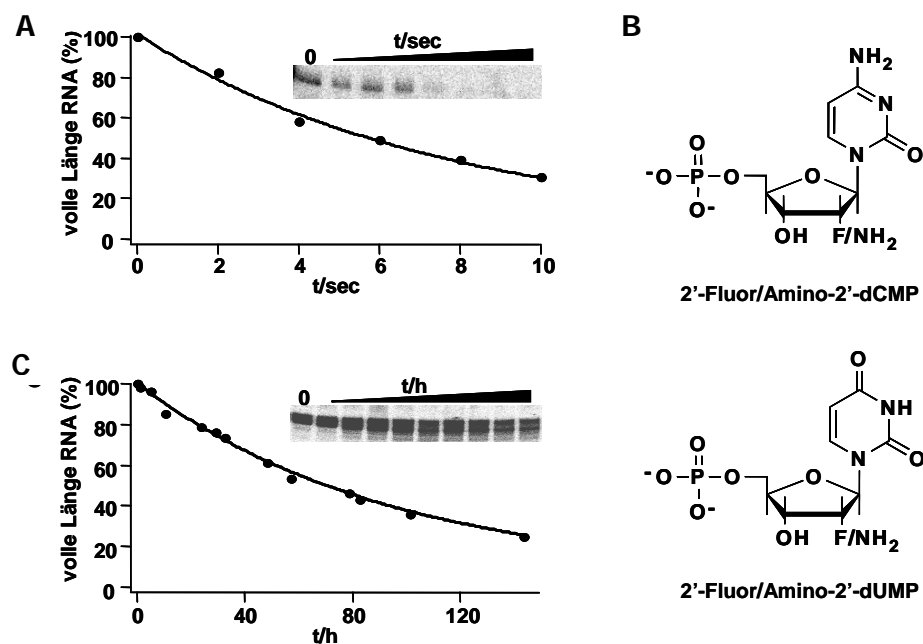 A
volle Länge RNA (%)
100
80
60
40
20
0
0
t/sec
0 2 4 6 8 10
t/sec
B
NH₂
N
N O
O
-O-P-O O
O-
OH F/NH₂
2’-Fluor/Amino-2’-dCMP
C
volle Länge RNA (%)
100
80
60
40
20
0
0
t/h
0 40 80 120
t/h
O
NH
N O
O
-O-P-O O
O-
OH F/NH₂
2’-Fluor/Amino-2’-dUMP